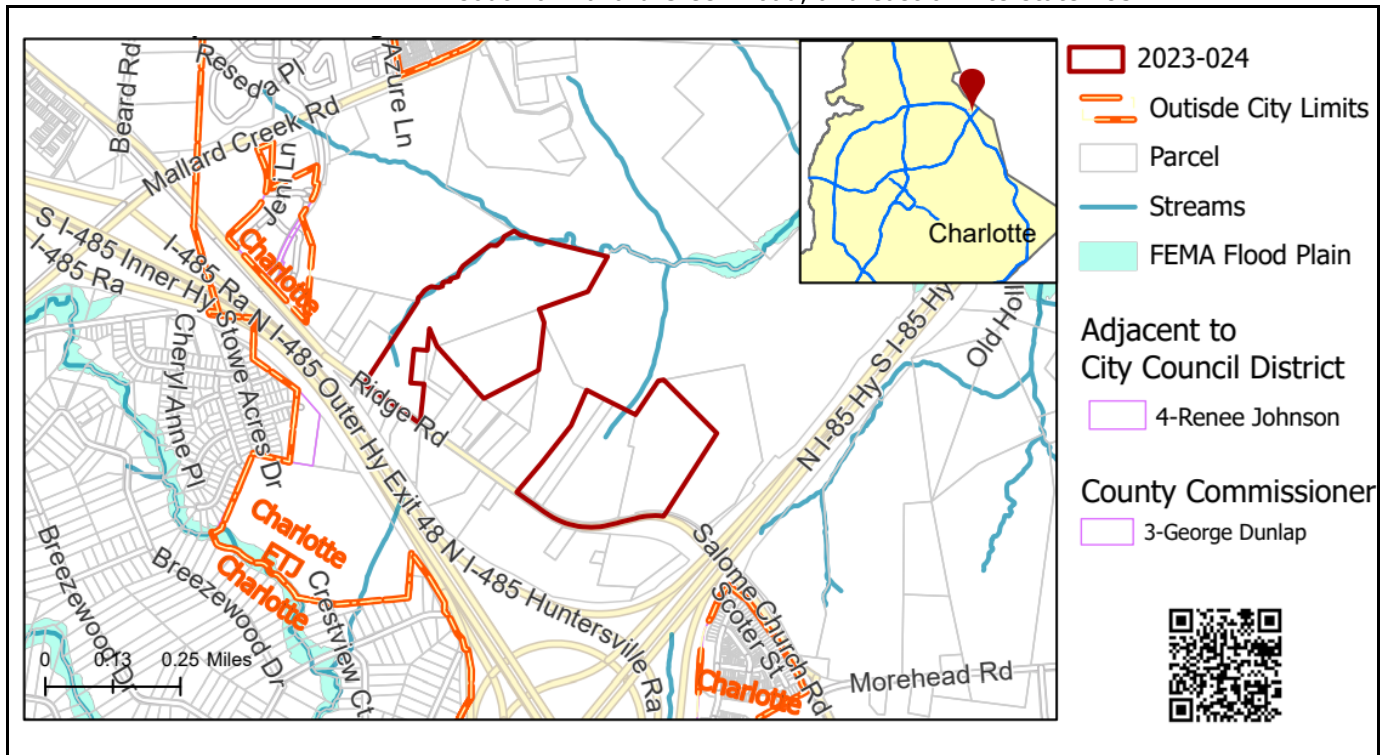 Reseda Pl
Beard Rd
Azure Ln
Mallard Creek Rd
Jeni Ln
Charlotte
S I-485 Inner Hy
I-485 Ra
I-485 Ra
N I-485 Outer Hy Exit 48
N I-485 Huntersville Ra
Stowe Acres Dr
Cheryl Anne Pl
Ridge Rd
N I-85 Hy
S I-85 Hy
Charlotte
ETJ
Charlotte
Breezewood Dr
Breezewood Dr
Crestview Ct
Salome Church Rd
Scoter St
Charlotte
Morehead Rd
0 0.13 0.25 Miles
Charlotte
2023-024
Outisde City Limits
Parcel
Streams
FEMA Flood Plain
Adjacent to
City Council District
4-Renee Johnson
County Commissioner
3-George Dunlap